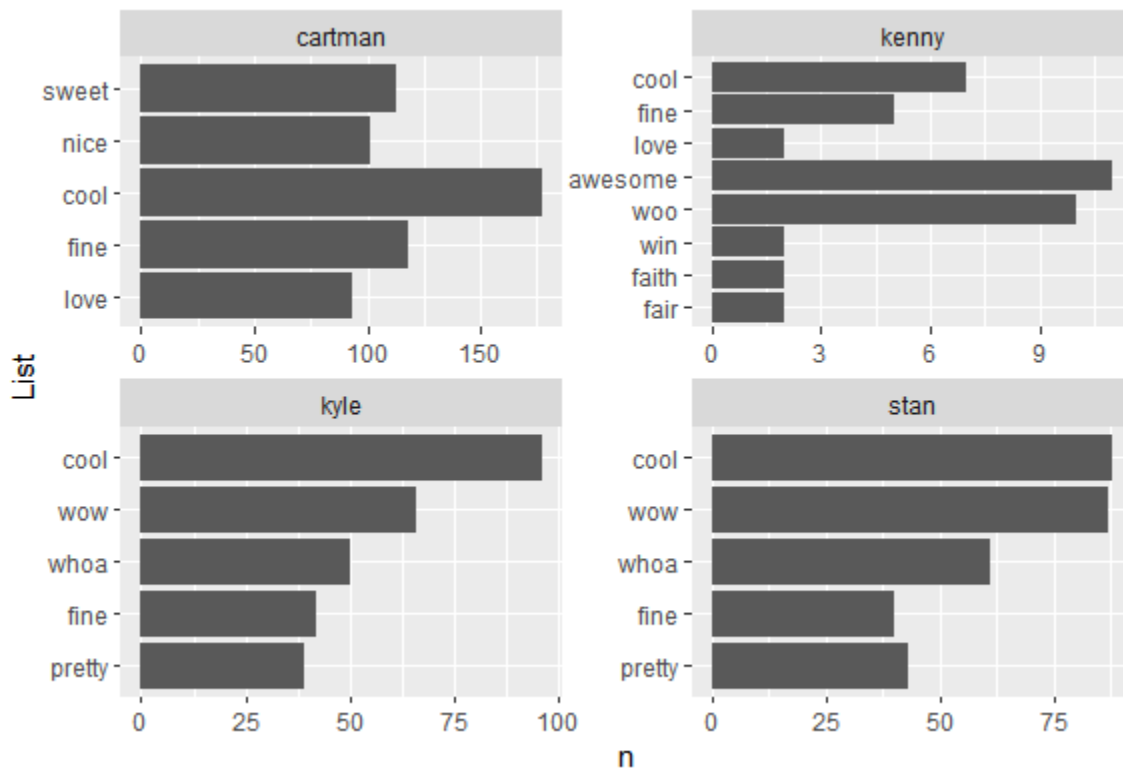 cartman
sweet
nice
cool
fine
love
0 50 100 150
kenny
cool
fine
love
awesome
woo
win
faith
fair
0 3 6 9
List
kyle
cool
wow
whoa
fine
pretty
0 25 50 75 100
stan
cool
wow
whoa
fine
pretty
0 25 50 75
n